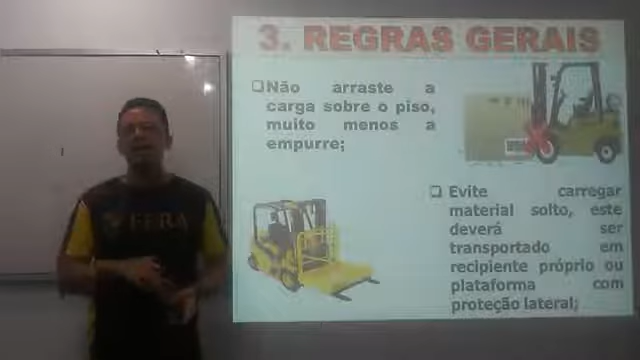 3. REGRAS GERAIS
❑Não arraste a
carga sobre o piso,
muito menos a
empurre;
❑ Evite carregar
material solto, este
deverá ser
transportado em
recipiente próprio ou
plataforma com
proteção lateral;
FERA